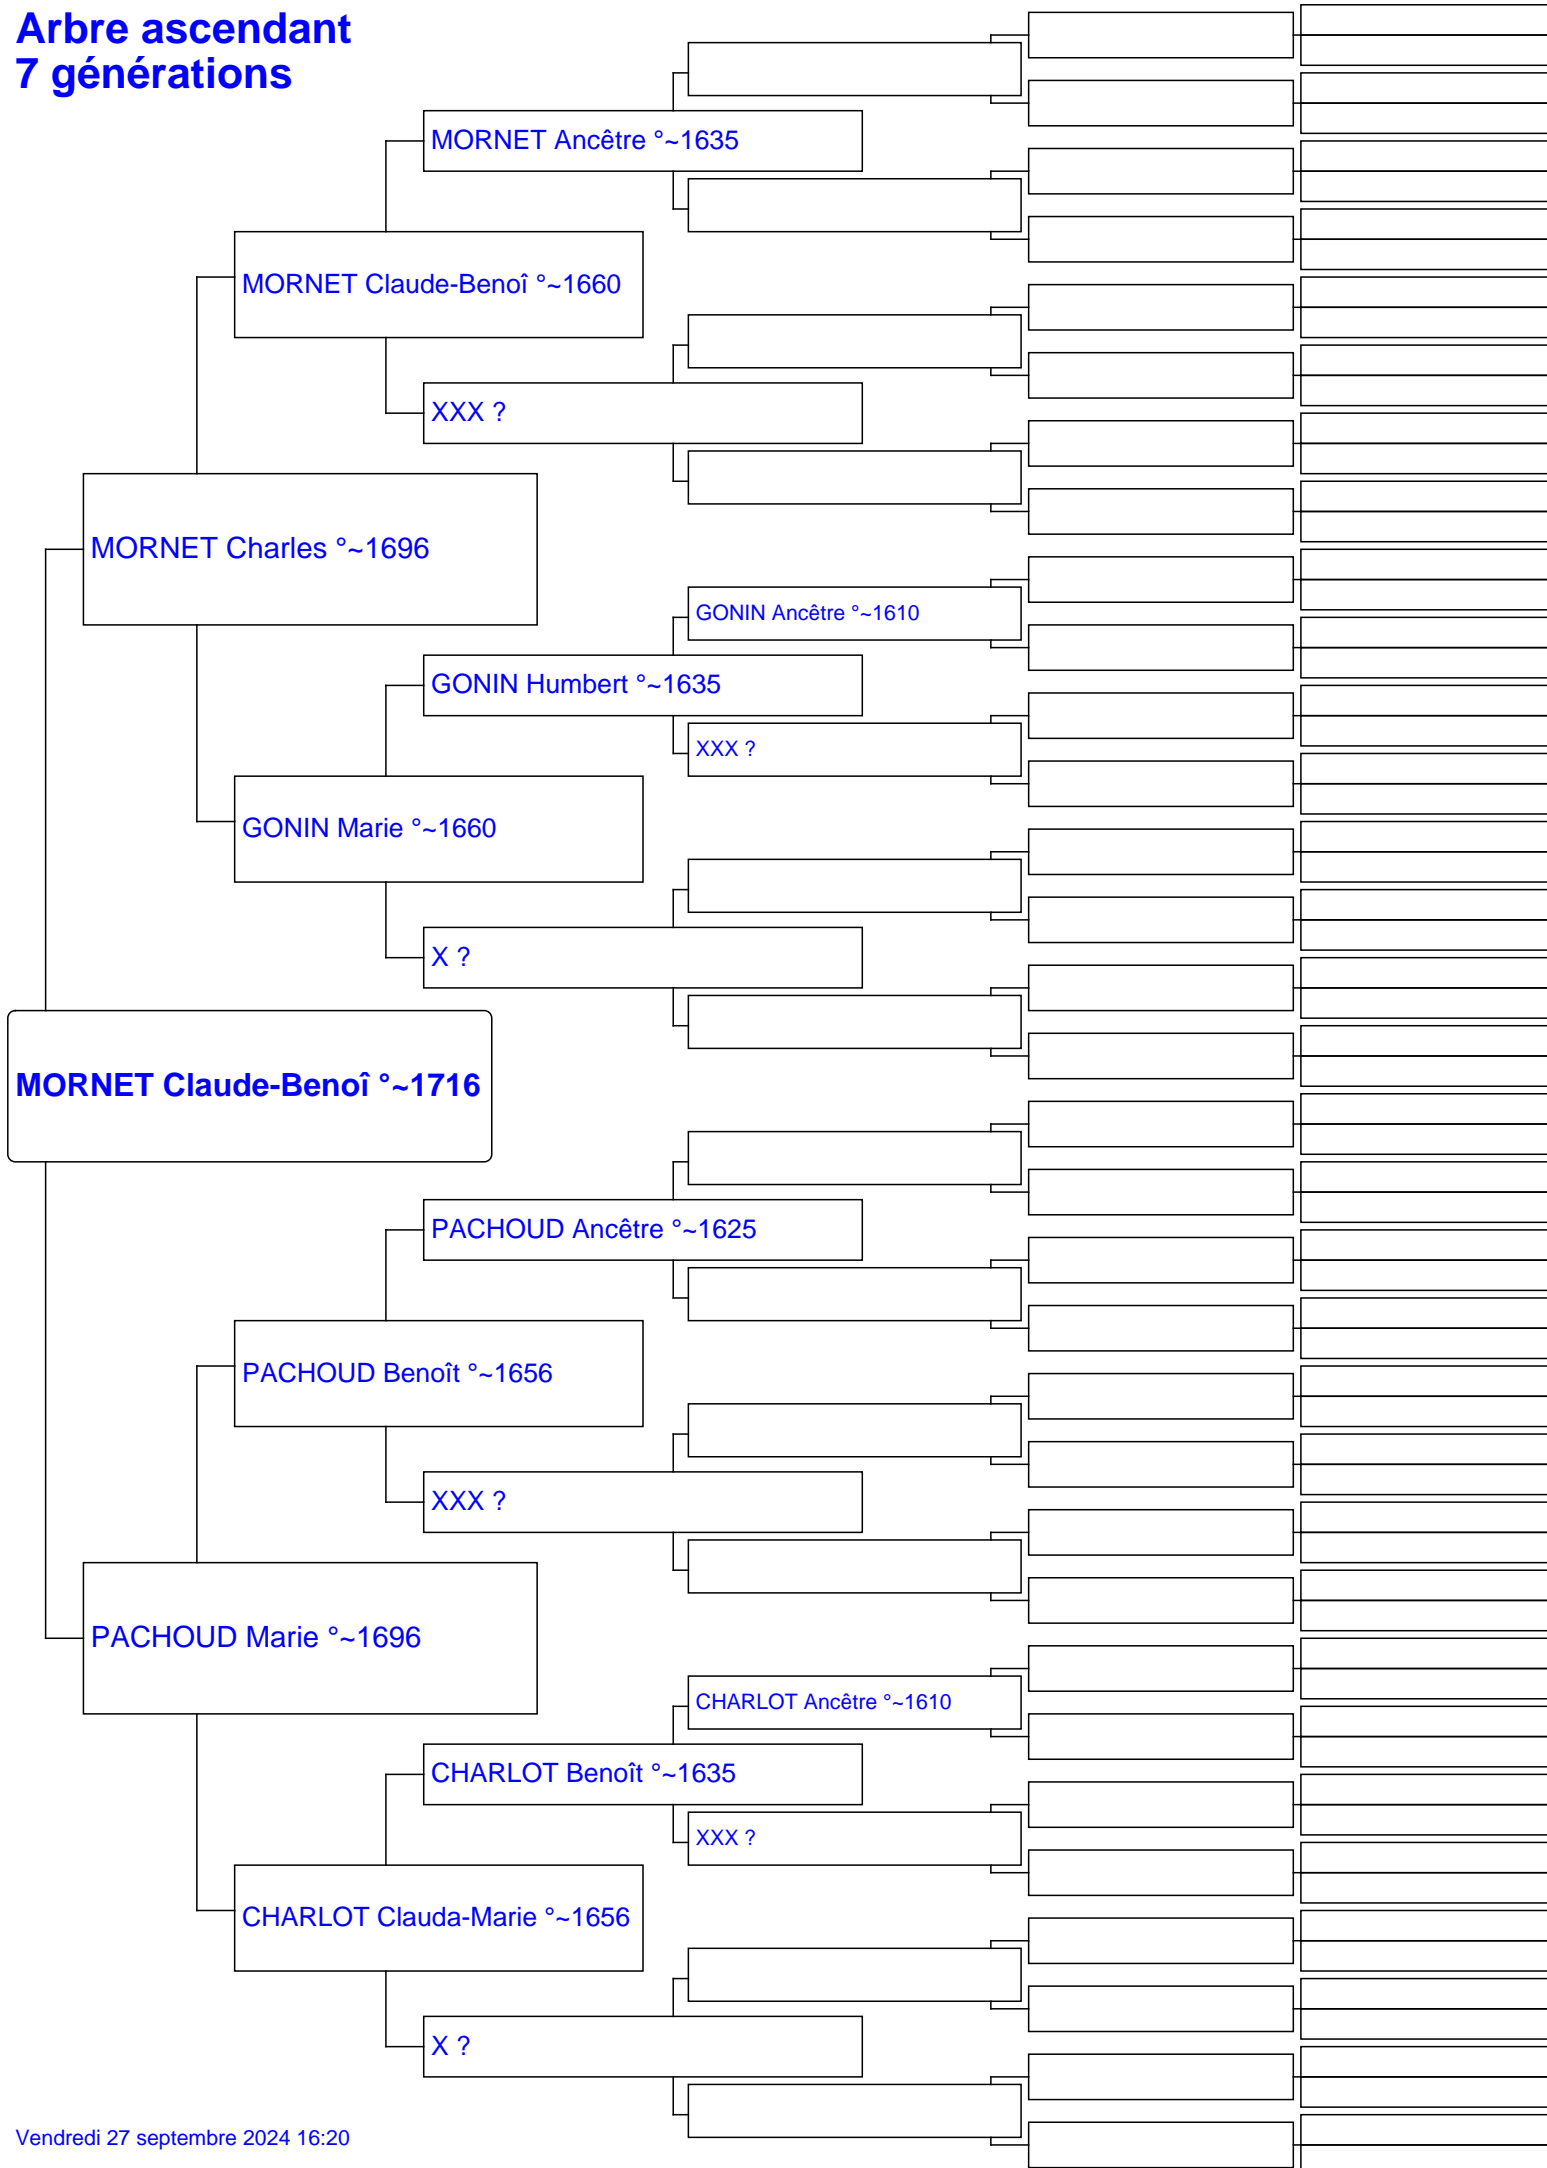 Arbre ascendant
7 générations
MORNET Ancêtre °~1635
MORNET Claude-Benoî °~1660
XXX ?
MORNET Charles °~1696
GONIN Ancêtre °~1610
GONIN Humbert °~1635
XXX ?
GONIN Marie °~1660
X ?
MORNET Claude-Benoî °~1716
PACHOUD Ancêtre °~1625
PACHOUD Benoît °~1656
XXX ?
PACHOUD Marie °~1696
CHARLOT Ancêtre °~1610
CHARLOT Benoît °~1635
XXX ?
CHARLOT Clauda-Marie °~1656
X ?
Vendredi 27 septembre 2024 16:20